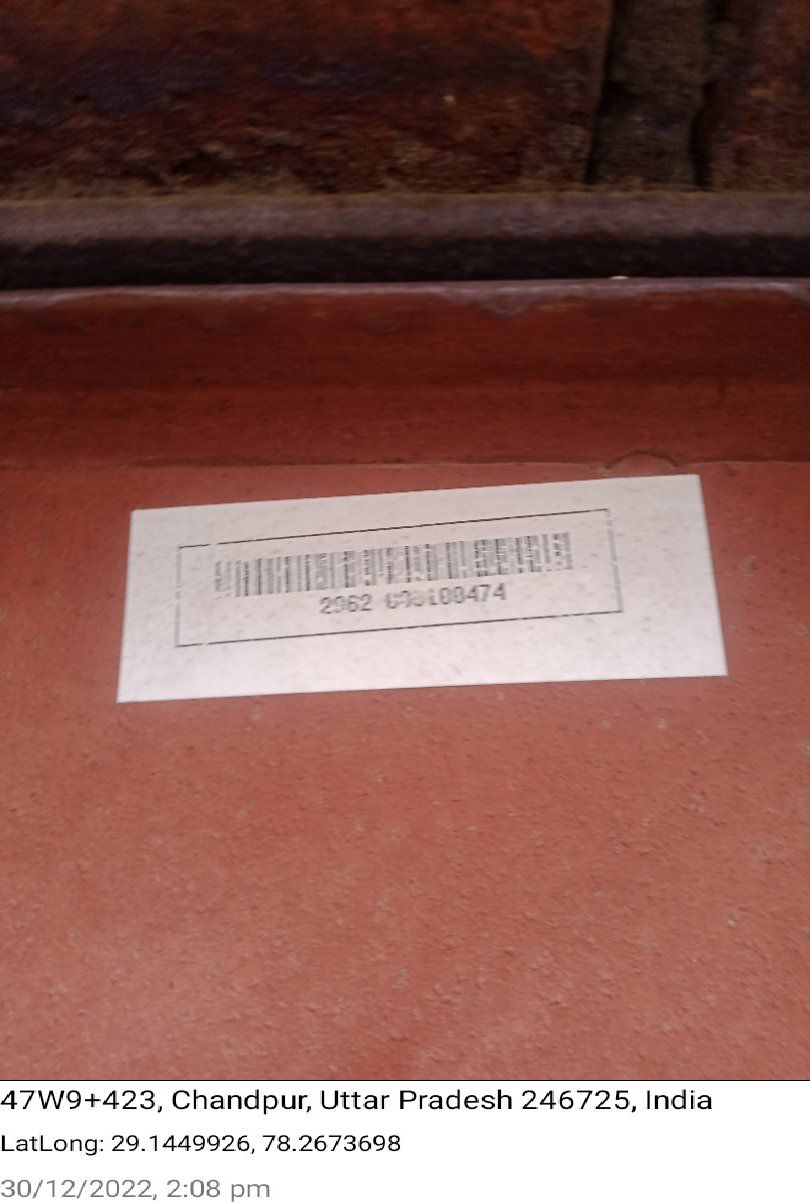 2962
47W9+423, Chandpur, Uttar Pradesh 246725, India
LatLong: 29.1449926, 78.2673698
30/12/2022, 2:08 pm